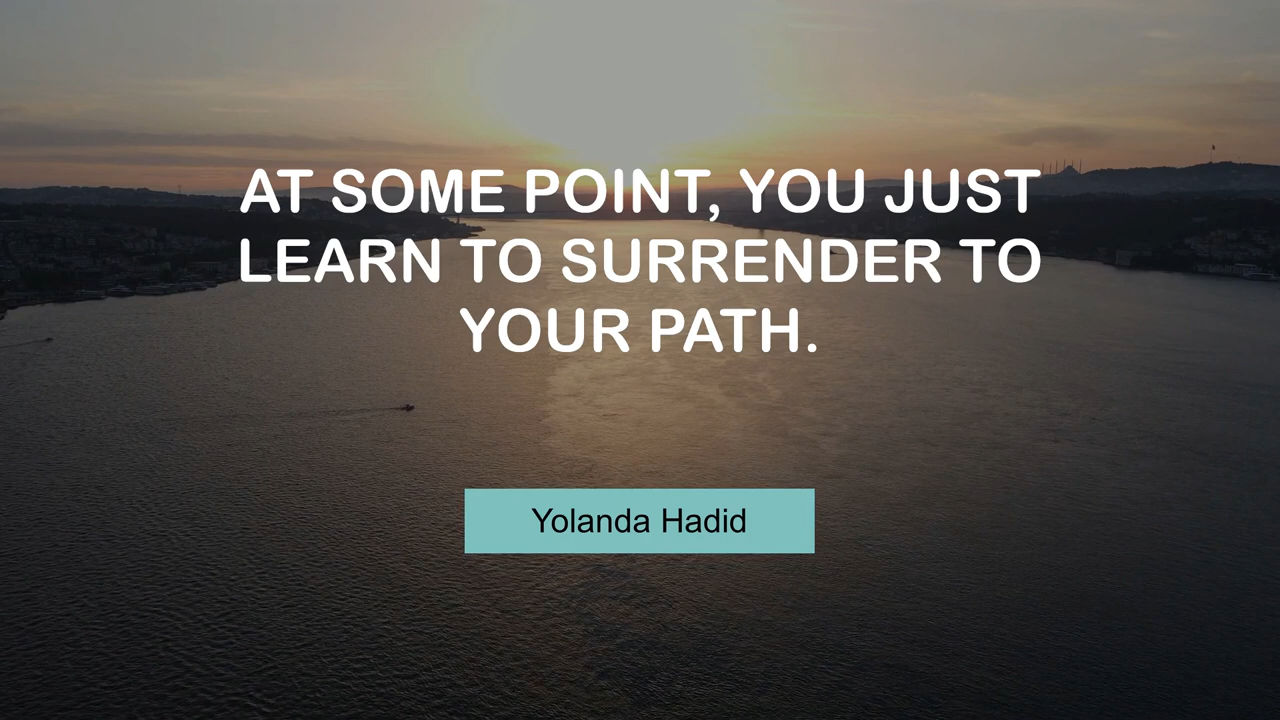 AT SOME POINT, YOU JUST
LEARN TO SURRENDER TO
YOUR PATH.
Yolanda Hadid